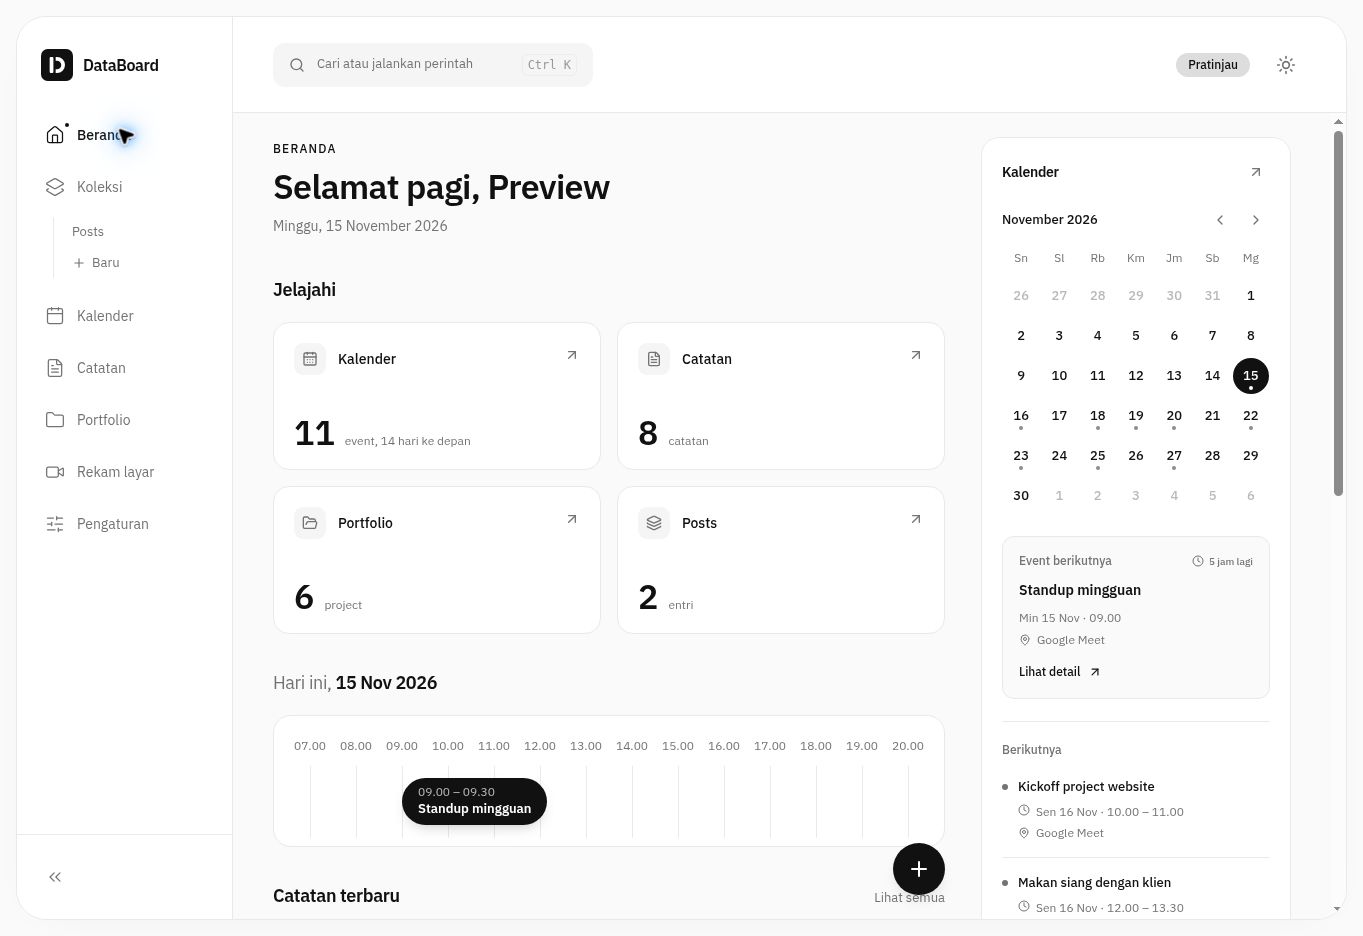 DataBoard
Beranda
Koleksi
Posts
Baru
Kalender
Catatan
Portfolio
Rekam layar
Pengaturan
Cari atau jalankan perintah
Ctrl K
Pratinjau
BERANDA
Selamat pagi, Preview
Minggu, 15 November 2026
Jelajahi
Kalender
11 event, 14 hari ke depan
Catatan
8 catatan
Portfolio
6 project
Posts
2 entri
Hari ini, 15 Nov 2026
07.00 08.00 09.00 10.00 11.00 12.00 13.00 14.00 15.00 16.00 17.00 18.00 19.00 20.00
09.00 – 09.30
Standup mingguan
Catatan terbaru
Lihat semua
Kalender
November 2026
Sn Sl Rb Km Jm Sb Mg
26 27 28 29 30 31 1
2 3 4 5 6 7 8
9 10 11 12 13 14 15
16 17 18 19 20 21 22
23 24 25 26 27 28 29
30 1 2 3 4 5 6
Event berikutnya
5 jam lagi
Standup mingguan
Min 15 Nov · 09.00
Google Meet
Lihat detail
Berikutnya
Kickoff project website
Sen 16 Nov · 10.00 – 11.00
Google Meet
Makan siang dengan klien
Sen 16 Nov · 12.00 – 13.30